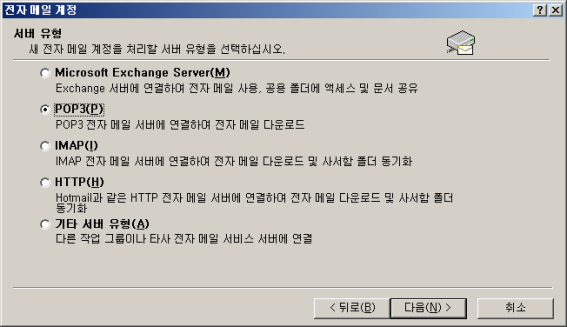 전자 메일 계정
서버 유형
새 전자 메일 계정을 처리할 서버 유형을 선택하십시오.
Microsoft Exchange Server(M)
Exchange 서버에 연결하여 전자 메일 사용, 공용 폴더에 액세스 및 문서 공유
POP3(P)
POP3 전자 메일 서버에 연결하여 전자 메일 다운로드
IMAP(I)
IMAP 전자 메일 서버에 연결하여 전자 메일 다운로드 및 사서함 폴더 동기화
HTTP(H)
Hotmail과 같은 HTTP 전자 메일 서버에 연결하여 전자 메일 다운로드 및 사서함 폴더
동기화
기타 서버 유형(A)
다른 작업 그룹이나 타사 전자 메일 서비스 서버에 연결
< 뒤로(B) 다음(N) > 취소